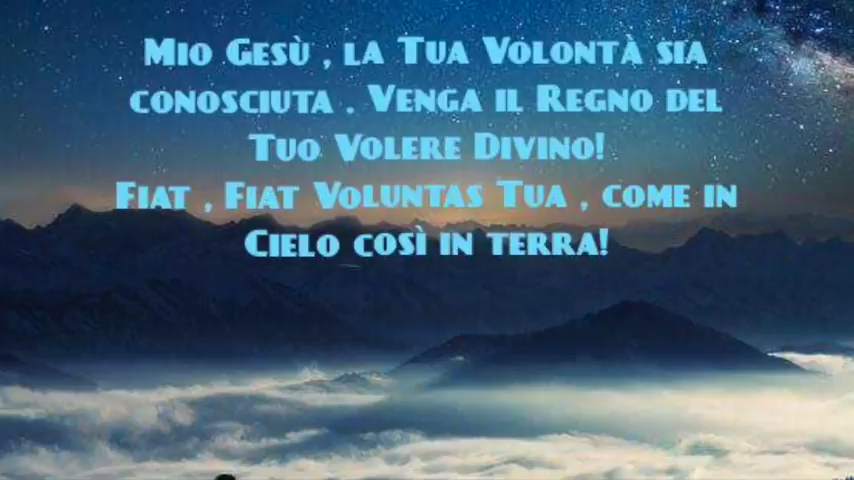 Mio Gesù , la Tua Volontà sia
conosciuta . Venga il Regno del
Tuo Volere Divino!
Fiat , Fiat Voluntas Tua , come in
Cielo così in terra!